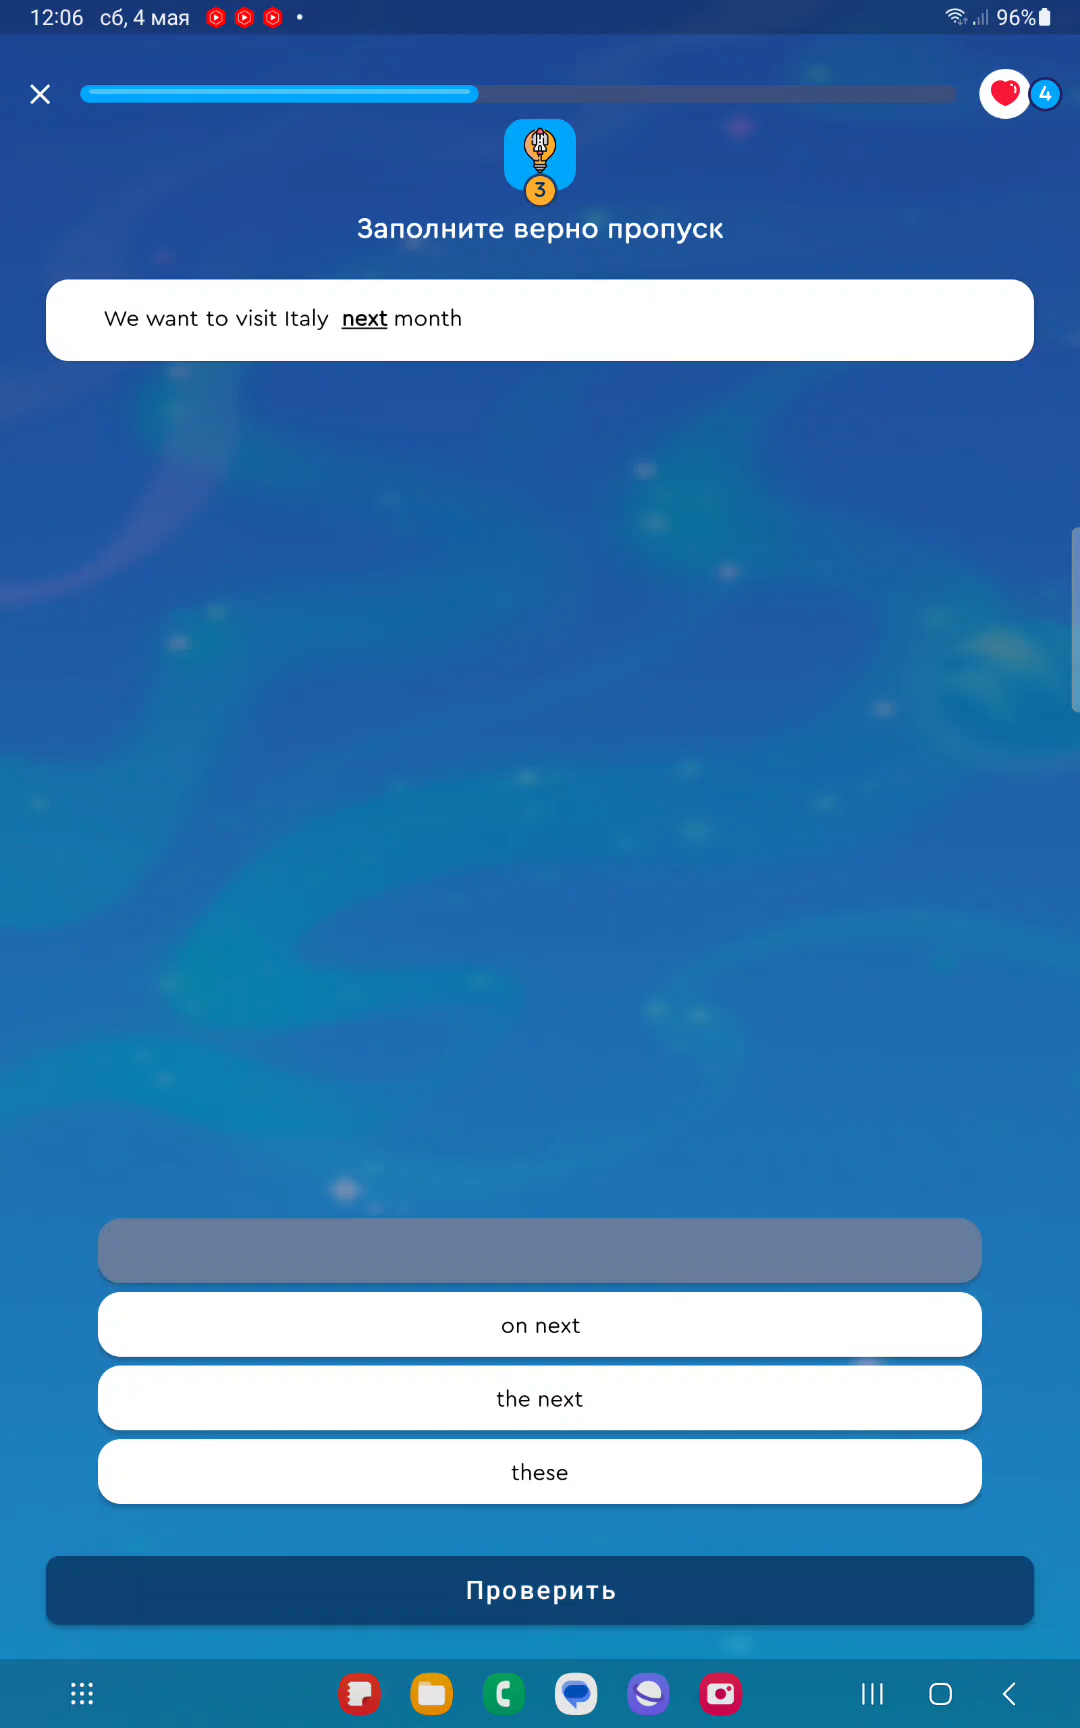 12:06 сб, 4 мая 96%
4
3
Заполните верно пропуск
We want to visit Italy next month
on next
the next
these
Проверить